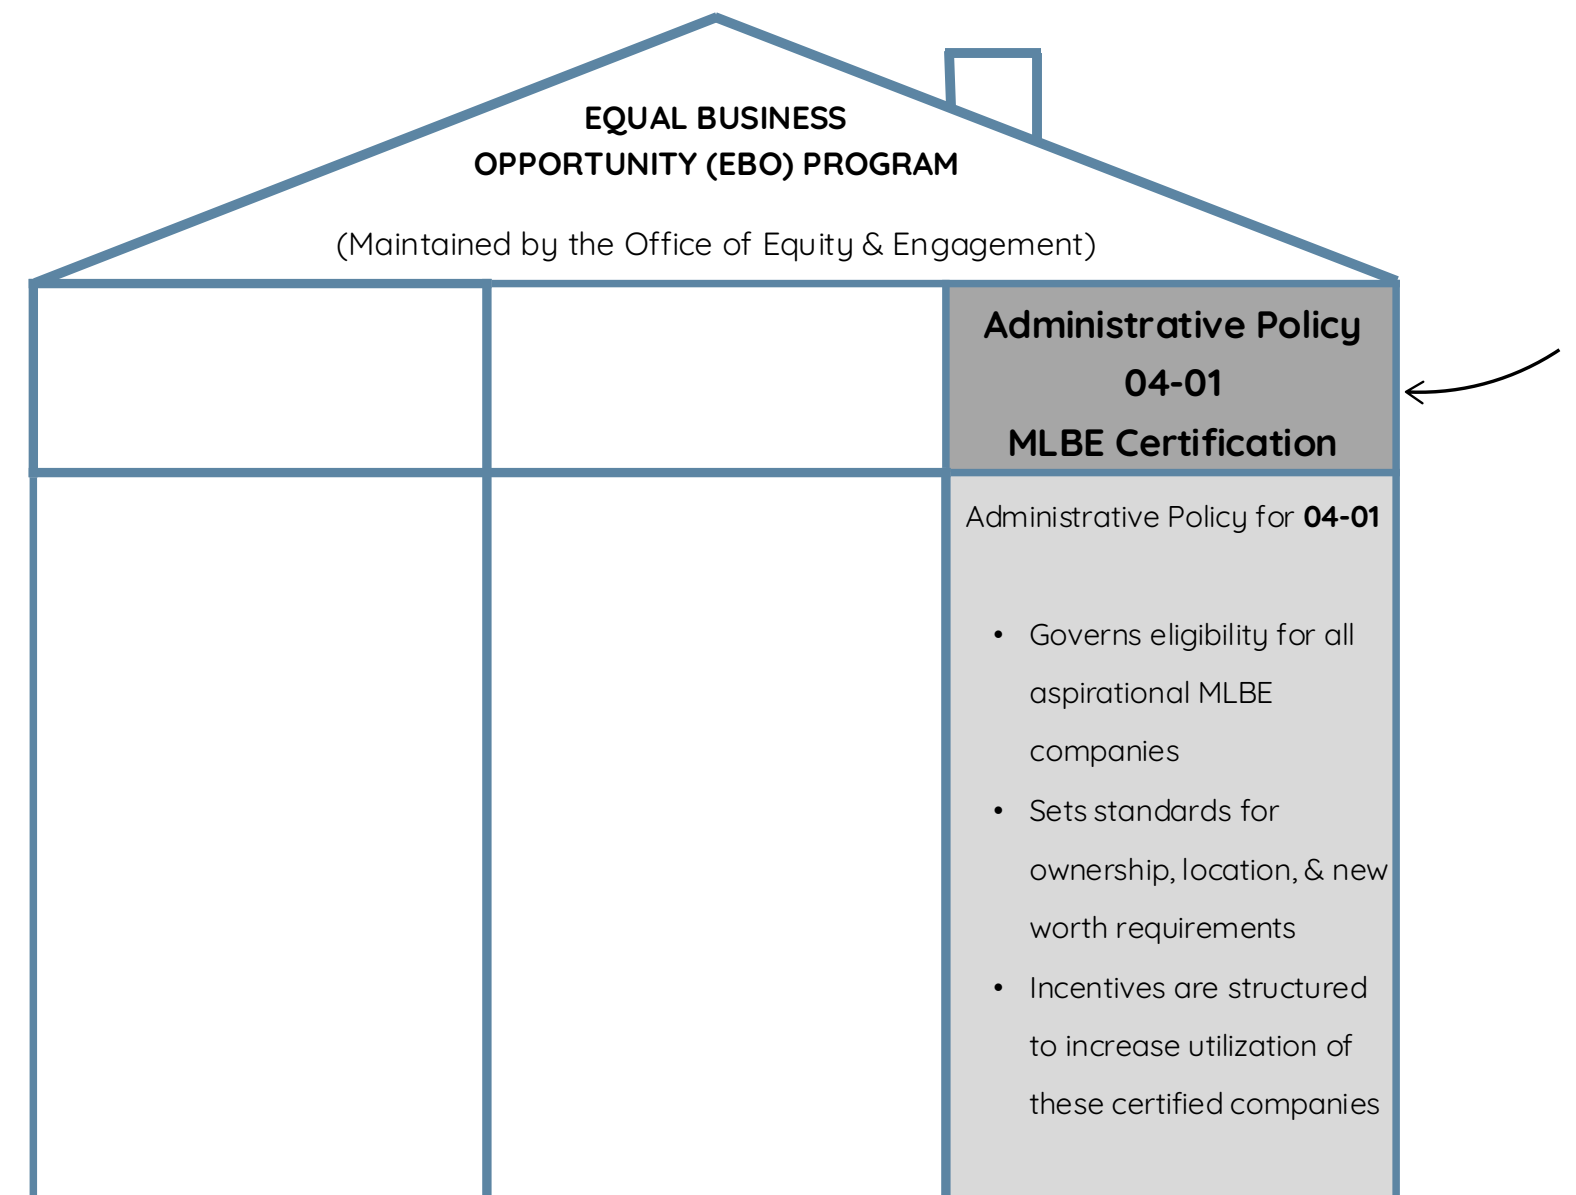 EQUAL BUSINESS
OPPORTUNITY (EBO) PROGRAM
(Maintained by the Office of Equity & Engagement)
Administrative Policy
04-01
MLBE Certification
Administrative Policy for 04-01
• Governs eligibility for all
aspirational MLBE
companies
• Sets standards for
ownership, location, & new
worth requirements
• Incentives are structured
to increase utilization of
these certified companies